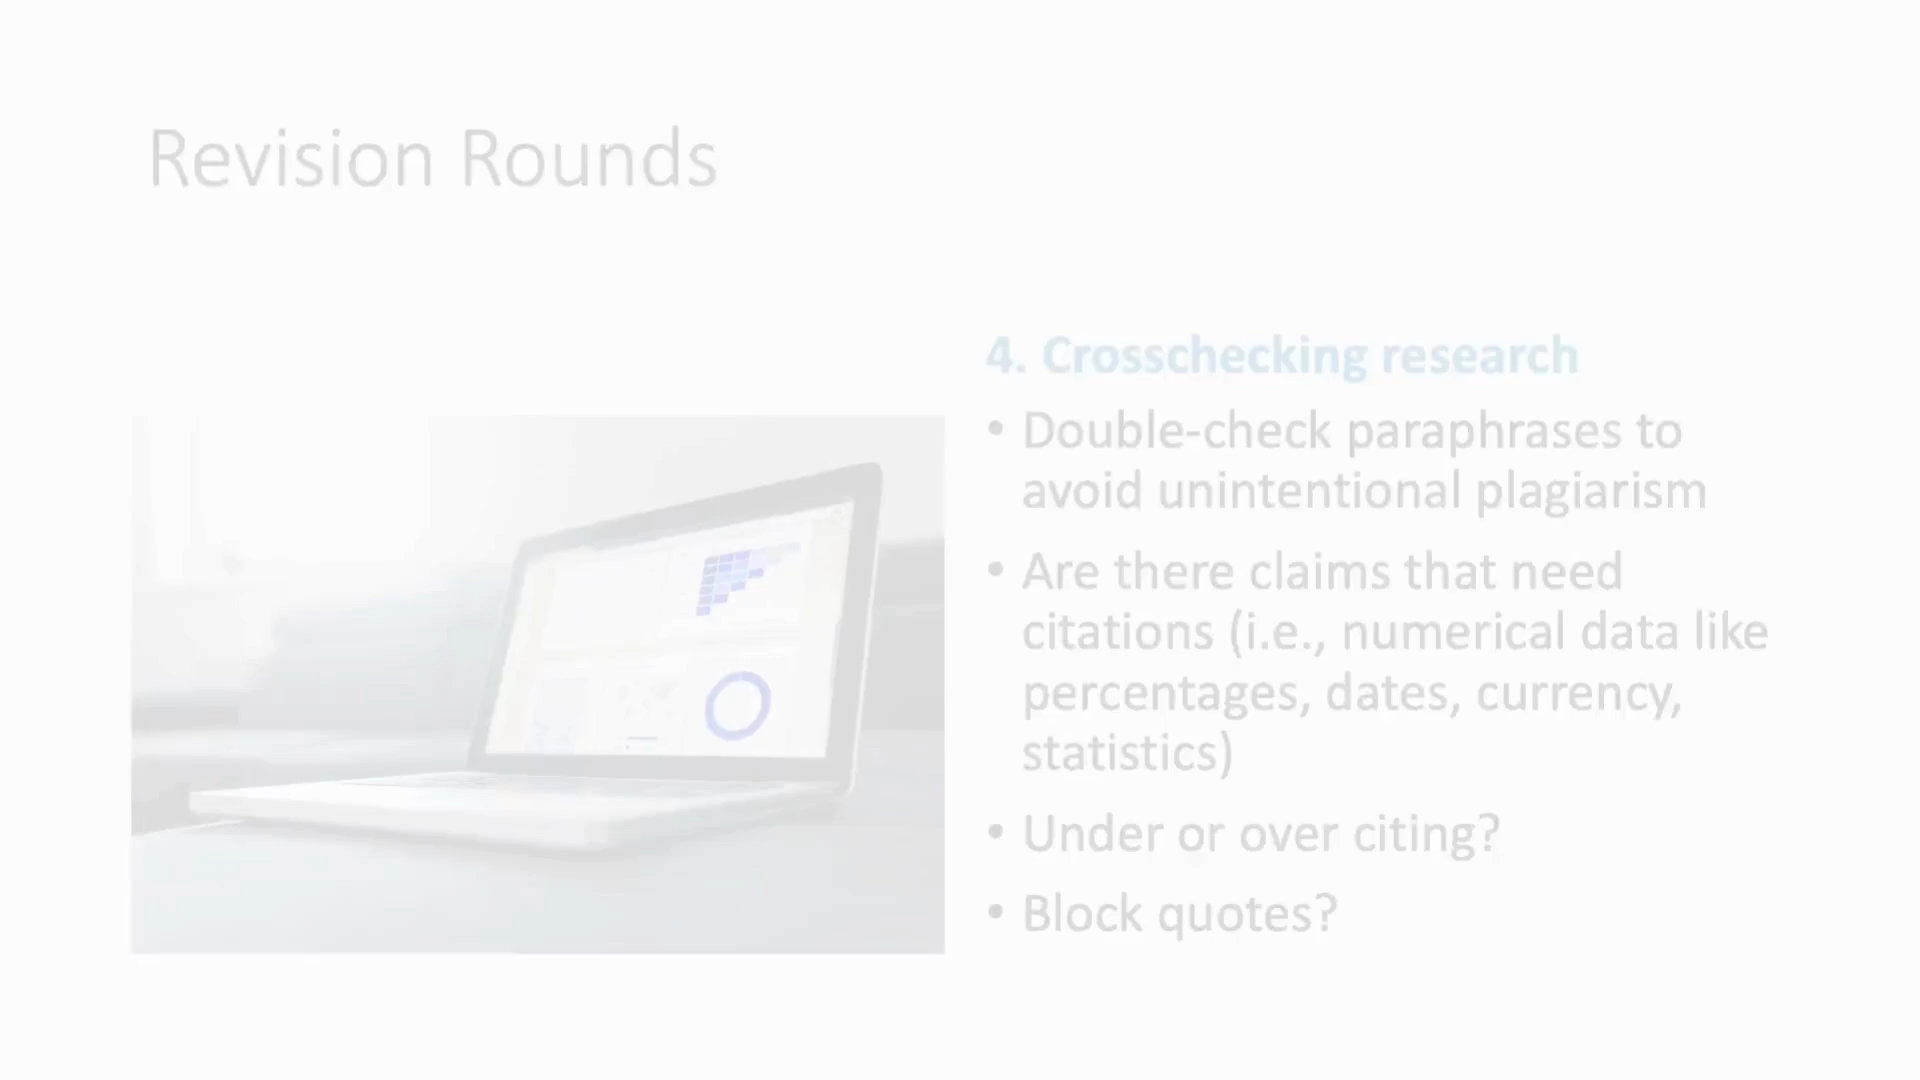 Revision Rounds
4. Crosschecking research
• Double-check paraphrases to
avoid unintentional plagiarism
• Are there claims that need
citations (i.e., numerical data like
percentages, dates, currency,
statistics)
• Under or over citing?
• Block quotes?